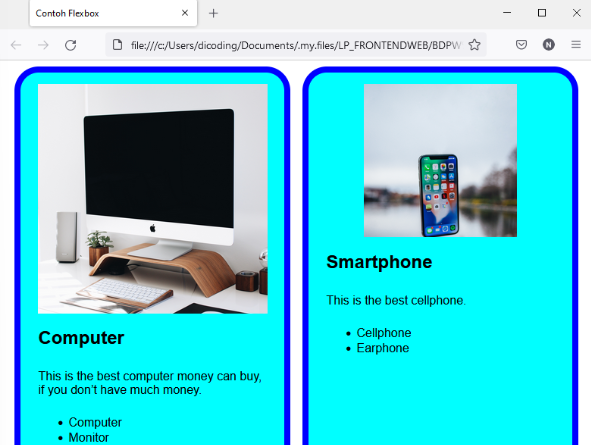 Contoh Flexbox
file:///c:/Users/dicoding/Documents/.my.files/LP_FRONTENDWEB/BDPW
N
Computer
This is the best computer money can buy,
if you don't have much money.
Computer
Monitor
Smartphone
This is the best cellphone.
Cellphone
Earphone